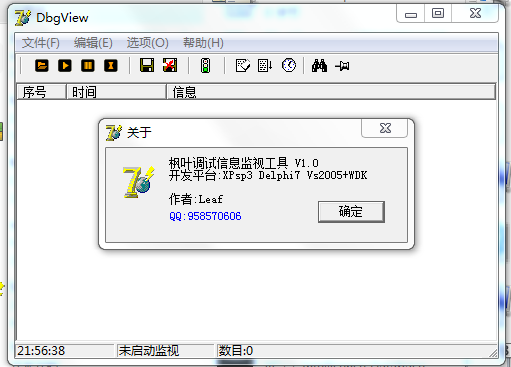 DbgView
文件(F) 编辑(E) 选项(O) 帮助(H)
序号 时间 信息
关于
枫叶调试信息监视工具 V1.0
开发平台:XPsp3 Delphi7 Vs2005+WDK
作者:Leaf
QQ:958570606
确定
21:56:38 未启动监视 数目:0